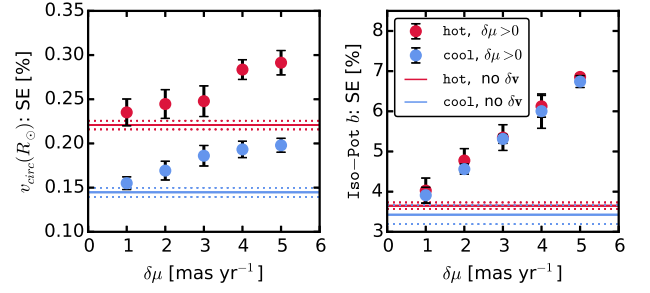 0.35
0.30
0.25
0.20
0.15
0.10
v_circ(R_☉): SE [%]
0 1 2 3 4 5 6
δμ [mas yr⁻¹]
8
7
6
5
4
3
Iso−Pot b: SE [%]
hot, δμ>0
cool, δμ>0
hot, no δv
cool, no δv
0 1 2 3 4 5 6
δμ [mas yr⁻¹]